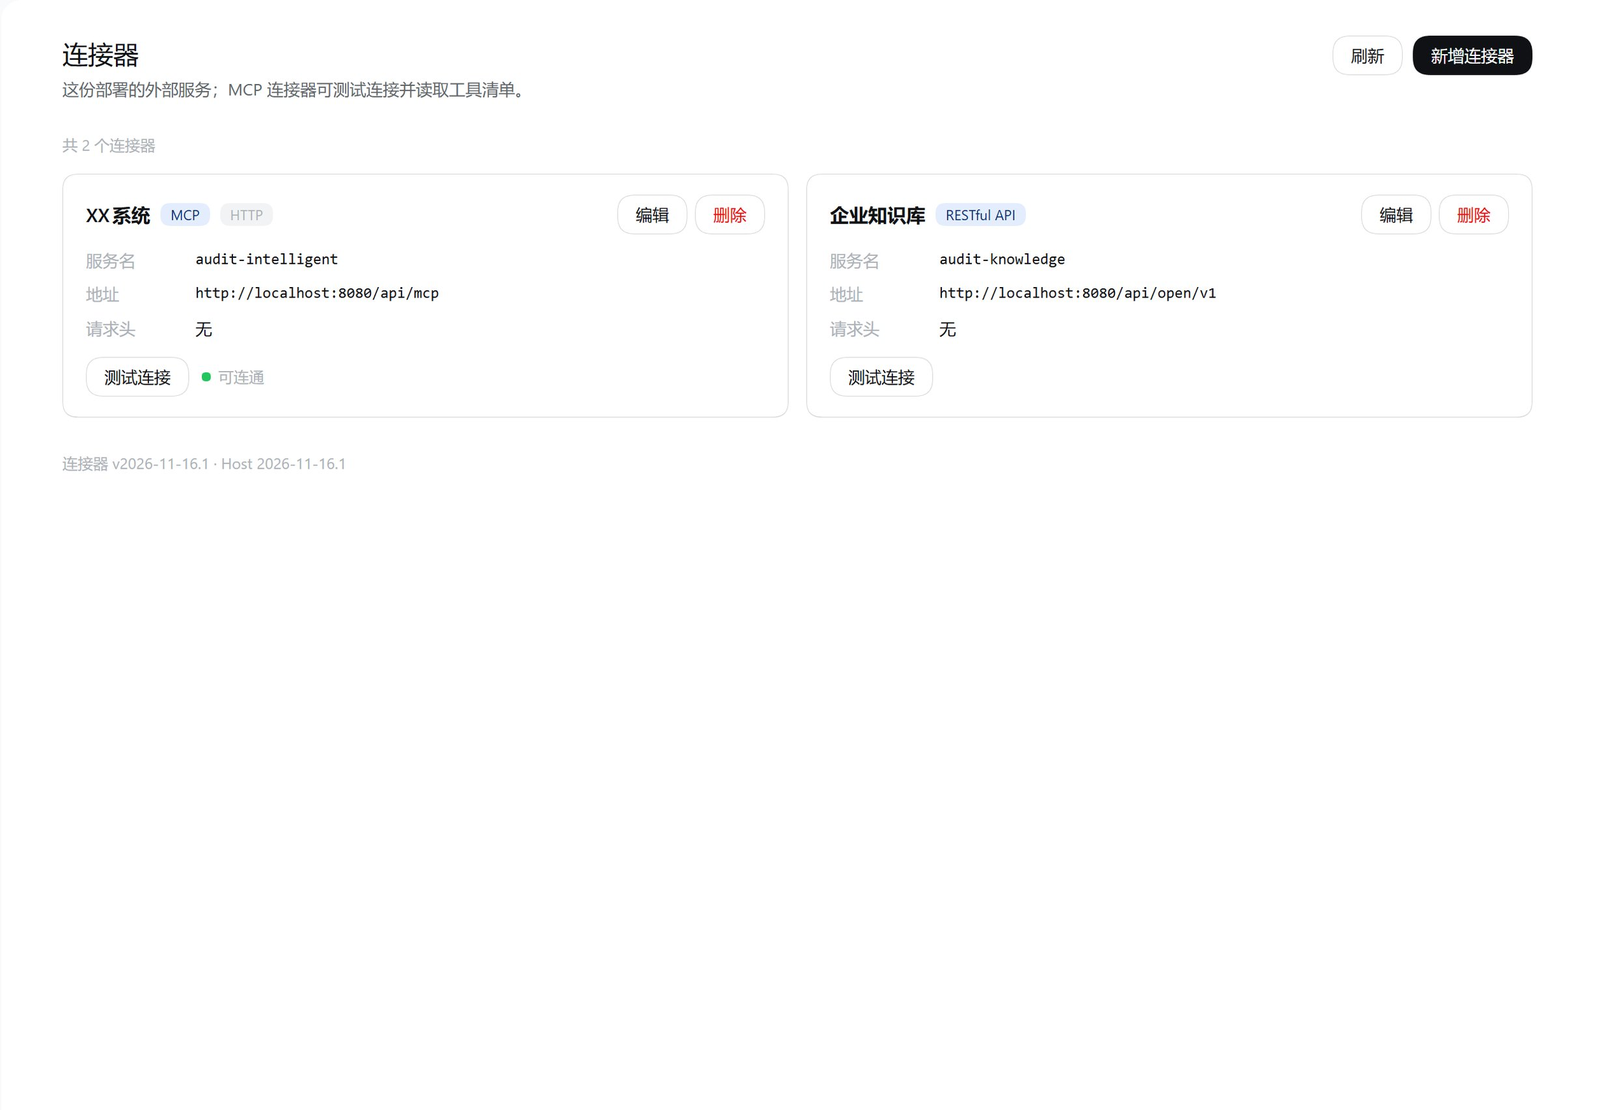 连接器
刷新
新增连接器
这份部署的外部服务；MCP 连接器可测试连接并读取工具清单。
共 2 个连接器
XX系统 MCP HTTP
编辑 删除
服务名 audit-intelligent
地址 http://localhost:8080/api/mcp
请求头 无
测试连接 可连通
企业知识库 RESTful API
编辑 删除
服务名 audit-knowledge
地址 http://localhost:8080/api/open/v1
请求头 无
测试连接
连接器 v2026-11-16.1 · Host 2026-11-16.1